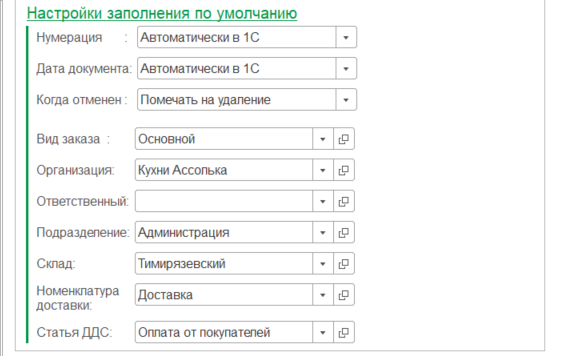 Настройки заполнения по умолчанию
Нумерация : Автоматически в 1С
Дата документа: Автоматически в 1С
Когда отменен : Помечать на удаление
Вид заказа : Основной
Организация: Кухни Ассолька
Ответственный:
Подразделение: Администрация
Склад: Тимирязевский
Номенклатура
доставки: Доставка
Статья ДДС: Оплата от покупателей